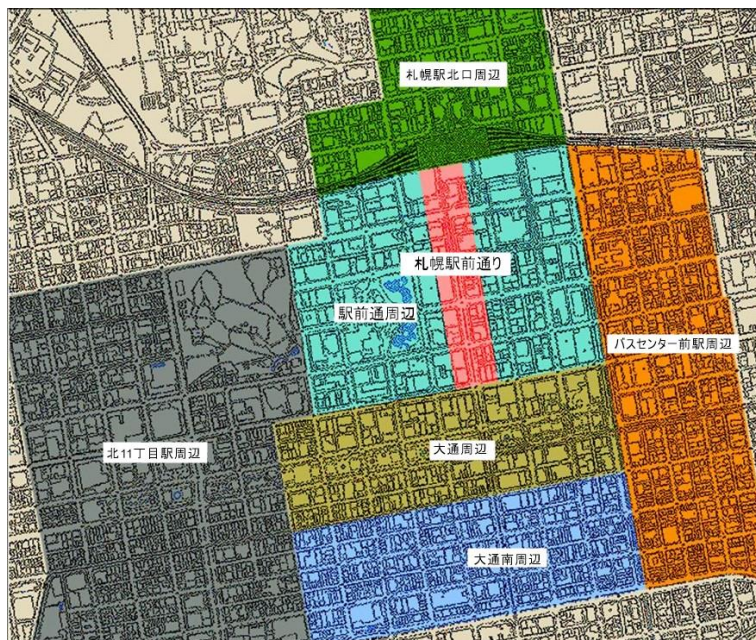 札幌駅北口周辺
札幌駅前通り
駅前通周辺
バスセンター前駅周辺
北11丁目駅周辺
大通周辺
大通南周辺